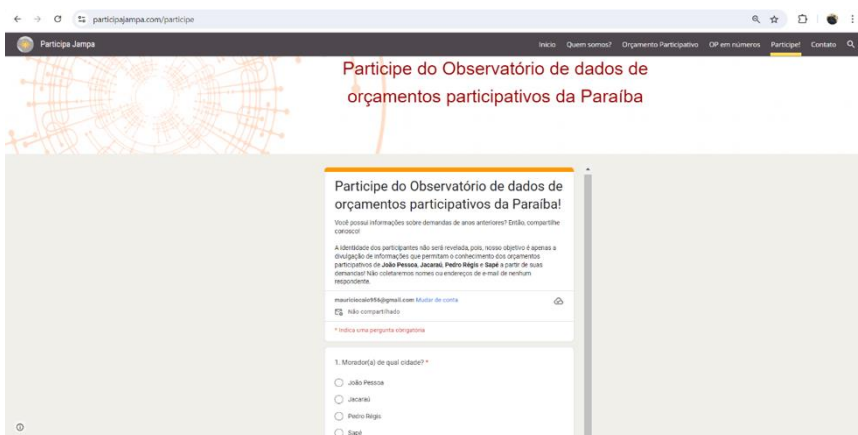 participajampa.com/participe
Participa Jampa
Início Quem somos? Orçamento Participativo OP em números Participe! Contato
Participe do Observatório de dados de
orçamentos participativos da Paraíba
Participe do Observatório de dados de
orçamentos participativos da Paraíba!
Você possui informações sobre demandas de anos anteriores? Então, compartilhe
conosco!
A identidade dos participantes não será revelada, pois, nosso objetivo é apenas a
divulgação de informações que permitam o conhecimento dos orçamentos
participativos de João Pessoa, Jacaraú, Pedro Régis e Sapé a partir de suas
demandas! Não coletaremos nomes ou endereços de e-mail de nenhum
respondente.
Mudar de conta
Não compartilhado
* Indica uma pergunta obrigatória
1. Morador(a) de qual cidade? *
João Pessoa
Jacaraú
Pedro Régis
Sapé